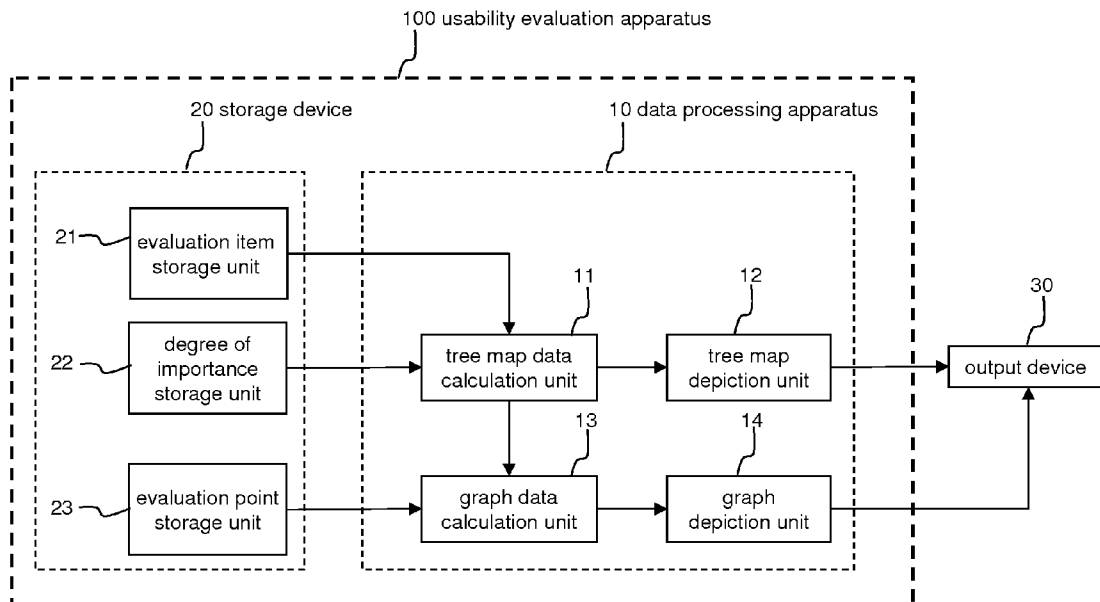 100 usability evaluation apparatus
20 storage device
10 data processing apparatus
21
evaluation item
storage unit
11
12
30
22
degree of
importance
storage unit
tree map data
calculation unit
tree map
depiction unit
output device
13
14
23
evaluation point
storage unit
graph data
calculation unit
graph
depiction unit